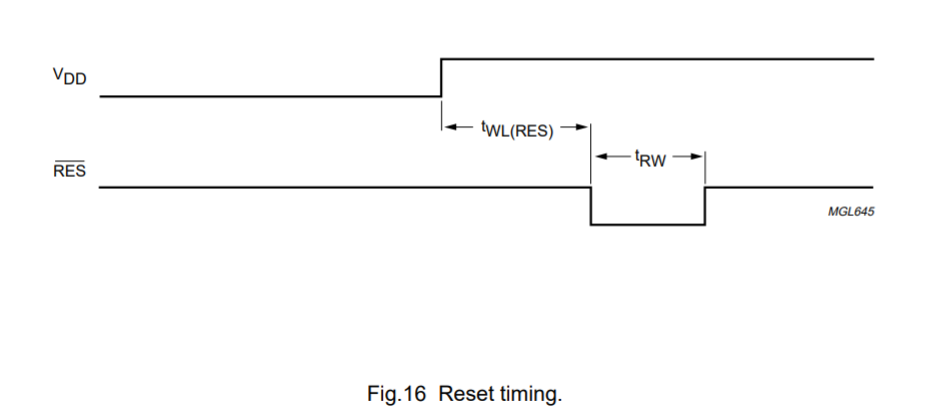 VDD
tWL(RES)
tRW
RES
MGL645
Fig.16 Reset timing.